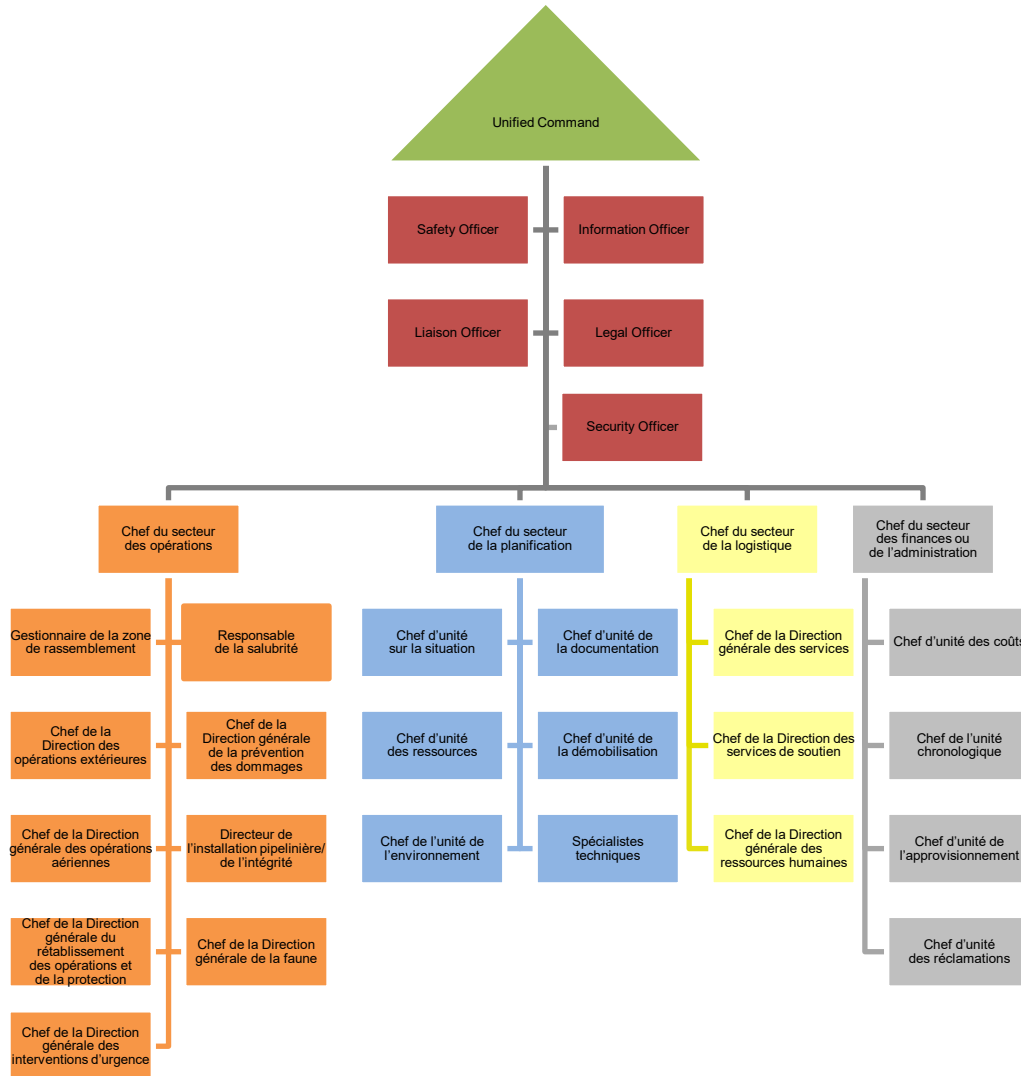 Unified Command
Safety Officer
Information Officer
Liaison Officer
Legal Officer
Security Officer
Chef du secteur
des opérations
Chef du secteur
de la planification
Chef du secteur
de la logistique
Chef du secteur
des finances ou
de l’administration
Gestionnaire de la zone
de rassemblement
Responsable
de la salubrité
Chef d’unité
sur la situation
Chef d’unité de
la documentation
Chef de la Direction
générale des services
Chef d’unité des coûts
Chef de la
Direction des
opérations extérieures
Chef de la
Direction générale
de la prévention
des dommages
Chef d’unité
des ressources
Chef d’unité de
la démobilisation
Chef de la Direction des
services de soutien
Chef de l’unité
chronologique
Chef de la Direction
générale des opérations
aériennes
Directeur de
l’installation pipelinière/
de l’intégrité
Chef de l’unité de
l’environnement
Spécialistes
techniques
Chef de la Direction
générale des
ressources humaines
Chef d’unité de
l’approvisionnement
Chef de la Direction
générale du
rétablissement
des opérations et
de la protection
Chef de la Direction
générale de la faune
Chef d’unité
des réclamations
Chef de la Direction
générale des
interventions d’urgence